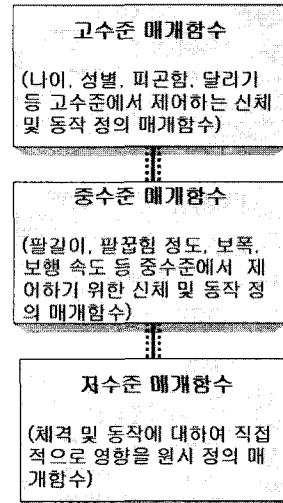 고수준 매개함수
(나이, 성별, 피곤함, 달리기
등 고수준에서 제어하는 신체
및 동작 정의 매개함수)
중수준 매개함수
(팔길이, 팔꿉힘 정도, 보폭,
보행 속도 등 중수준에서 제
어하기 위한 신체 및 동작 정
의 매개함수)
저수준 매개함수
(체격 및 동작에 대하여 직접
적으로 영향을 원시 정의 매
개함수)